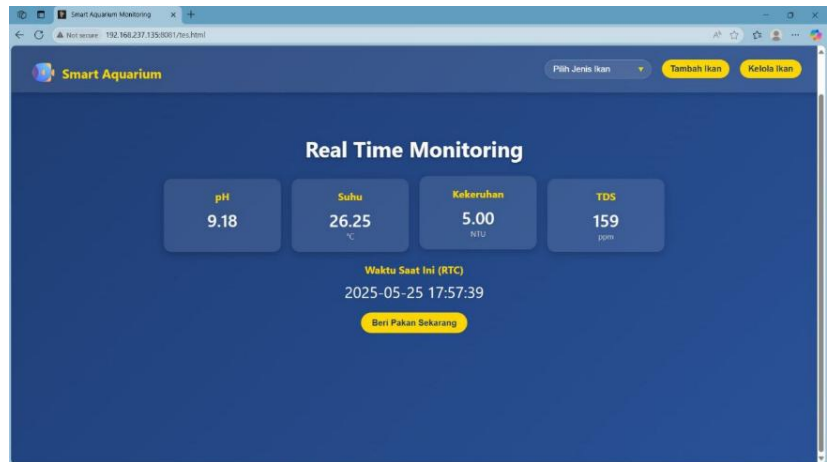 Smart Aquarium Monitoring
Not secure 192.168.237.135:8081/tes.html
Smart Aquarium
Pilih Jenis Ikan
Tambah Ikan
Kelola Ikan
Real Time Monitoring
pH
9.18
Suhu
26.25
°C
Kekeruhan
5.00
NTU
TDS
159
ppm
Waktu Saat Ini (RTC)
2025-05-25 17:57:39
Beri Pakan Sekarang